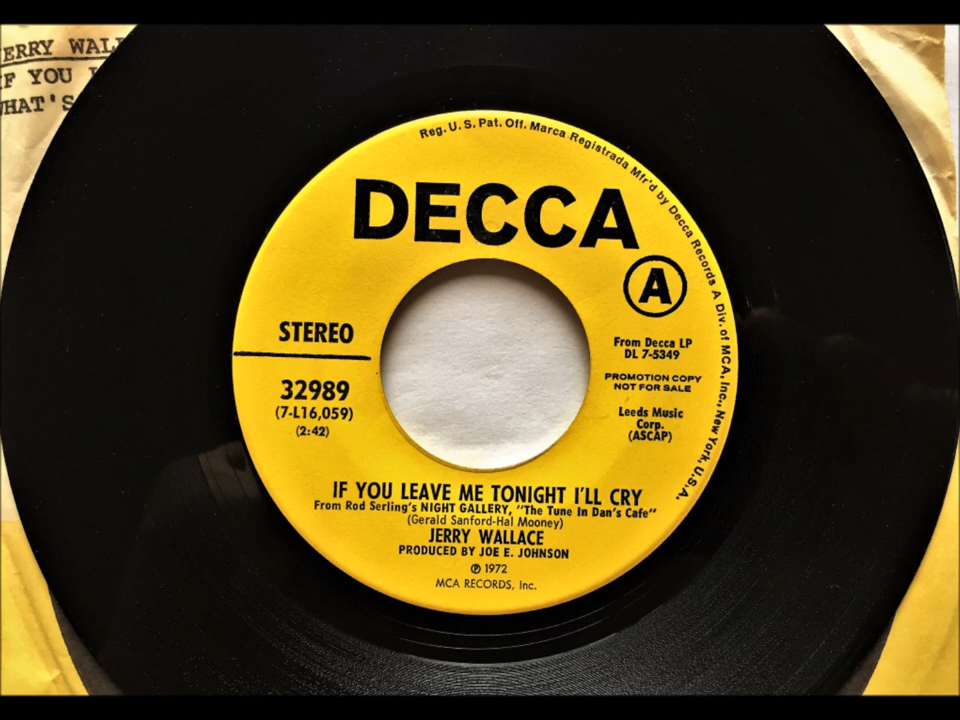 IF YOU
DECCA
Reg. U.S. Pat. Off. Marca Registrada Mfr'd by Decca Records A Div. of MCA, Inc., New York, U.S.A.
A
STEREO
32989
(7-L16,059)
(2:42)
From Decca LP
DL 7-5349
PROMOTION COPY
NOT FOR SALE
Leeds Music
Corp.
(ASCAP)
IF YOU LEAVE ME TONIGHT I'LL CRY
From Rod Serling's NIGHT GALLERY, "The Tune In Dan's Cafe"
(Gerald Sanford-Hal Mooney)
JERRY WALLACE
PRODUCED BY JOE E. JOHNSON
℗ 1972
MCA RECORDS, Inc.